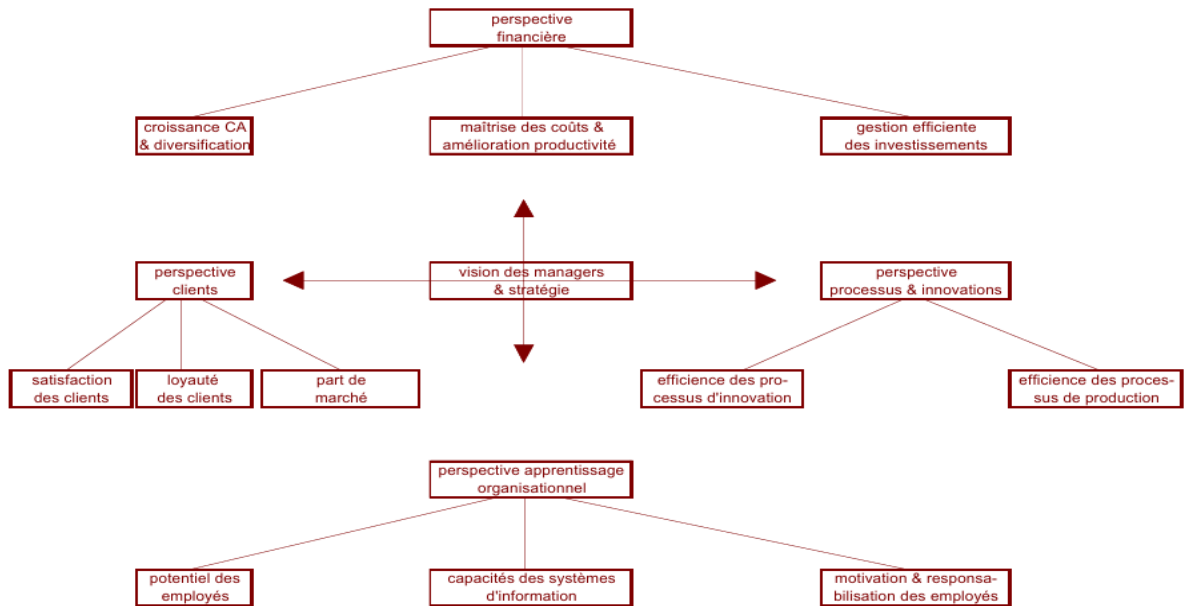 perspective
financière
croissance CA
& diversification
maîtrise des coûts &
amélioration productivité
gestion efficiente
des investissements
perspective
clients
vision des managers
& stratégie
perspective
processus & innovations
satisfaction
des clients
loyauté
des clients
part de
marché
efficience des pro-
cessus d'innovation
efficience des proces-
sus de production
perspective apprentissage
organisationnel
potentiel des
employés
capacités des systèmes
d'information
motivation & responsa-
bilisation des employés